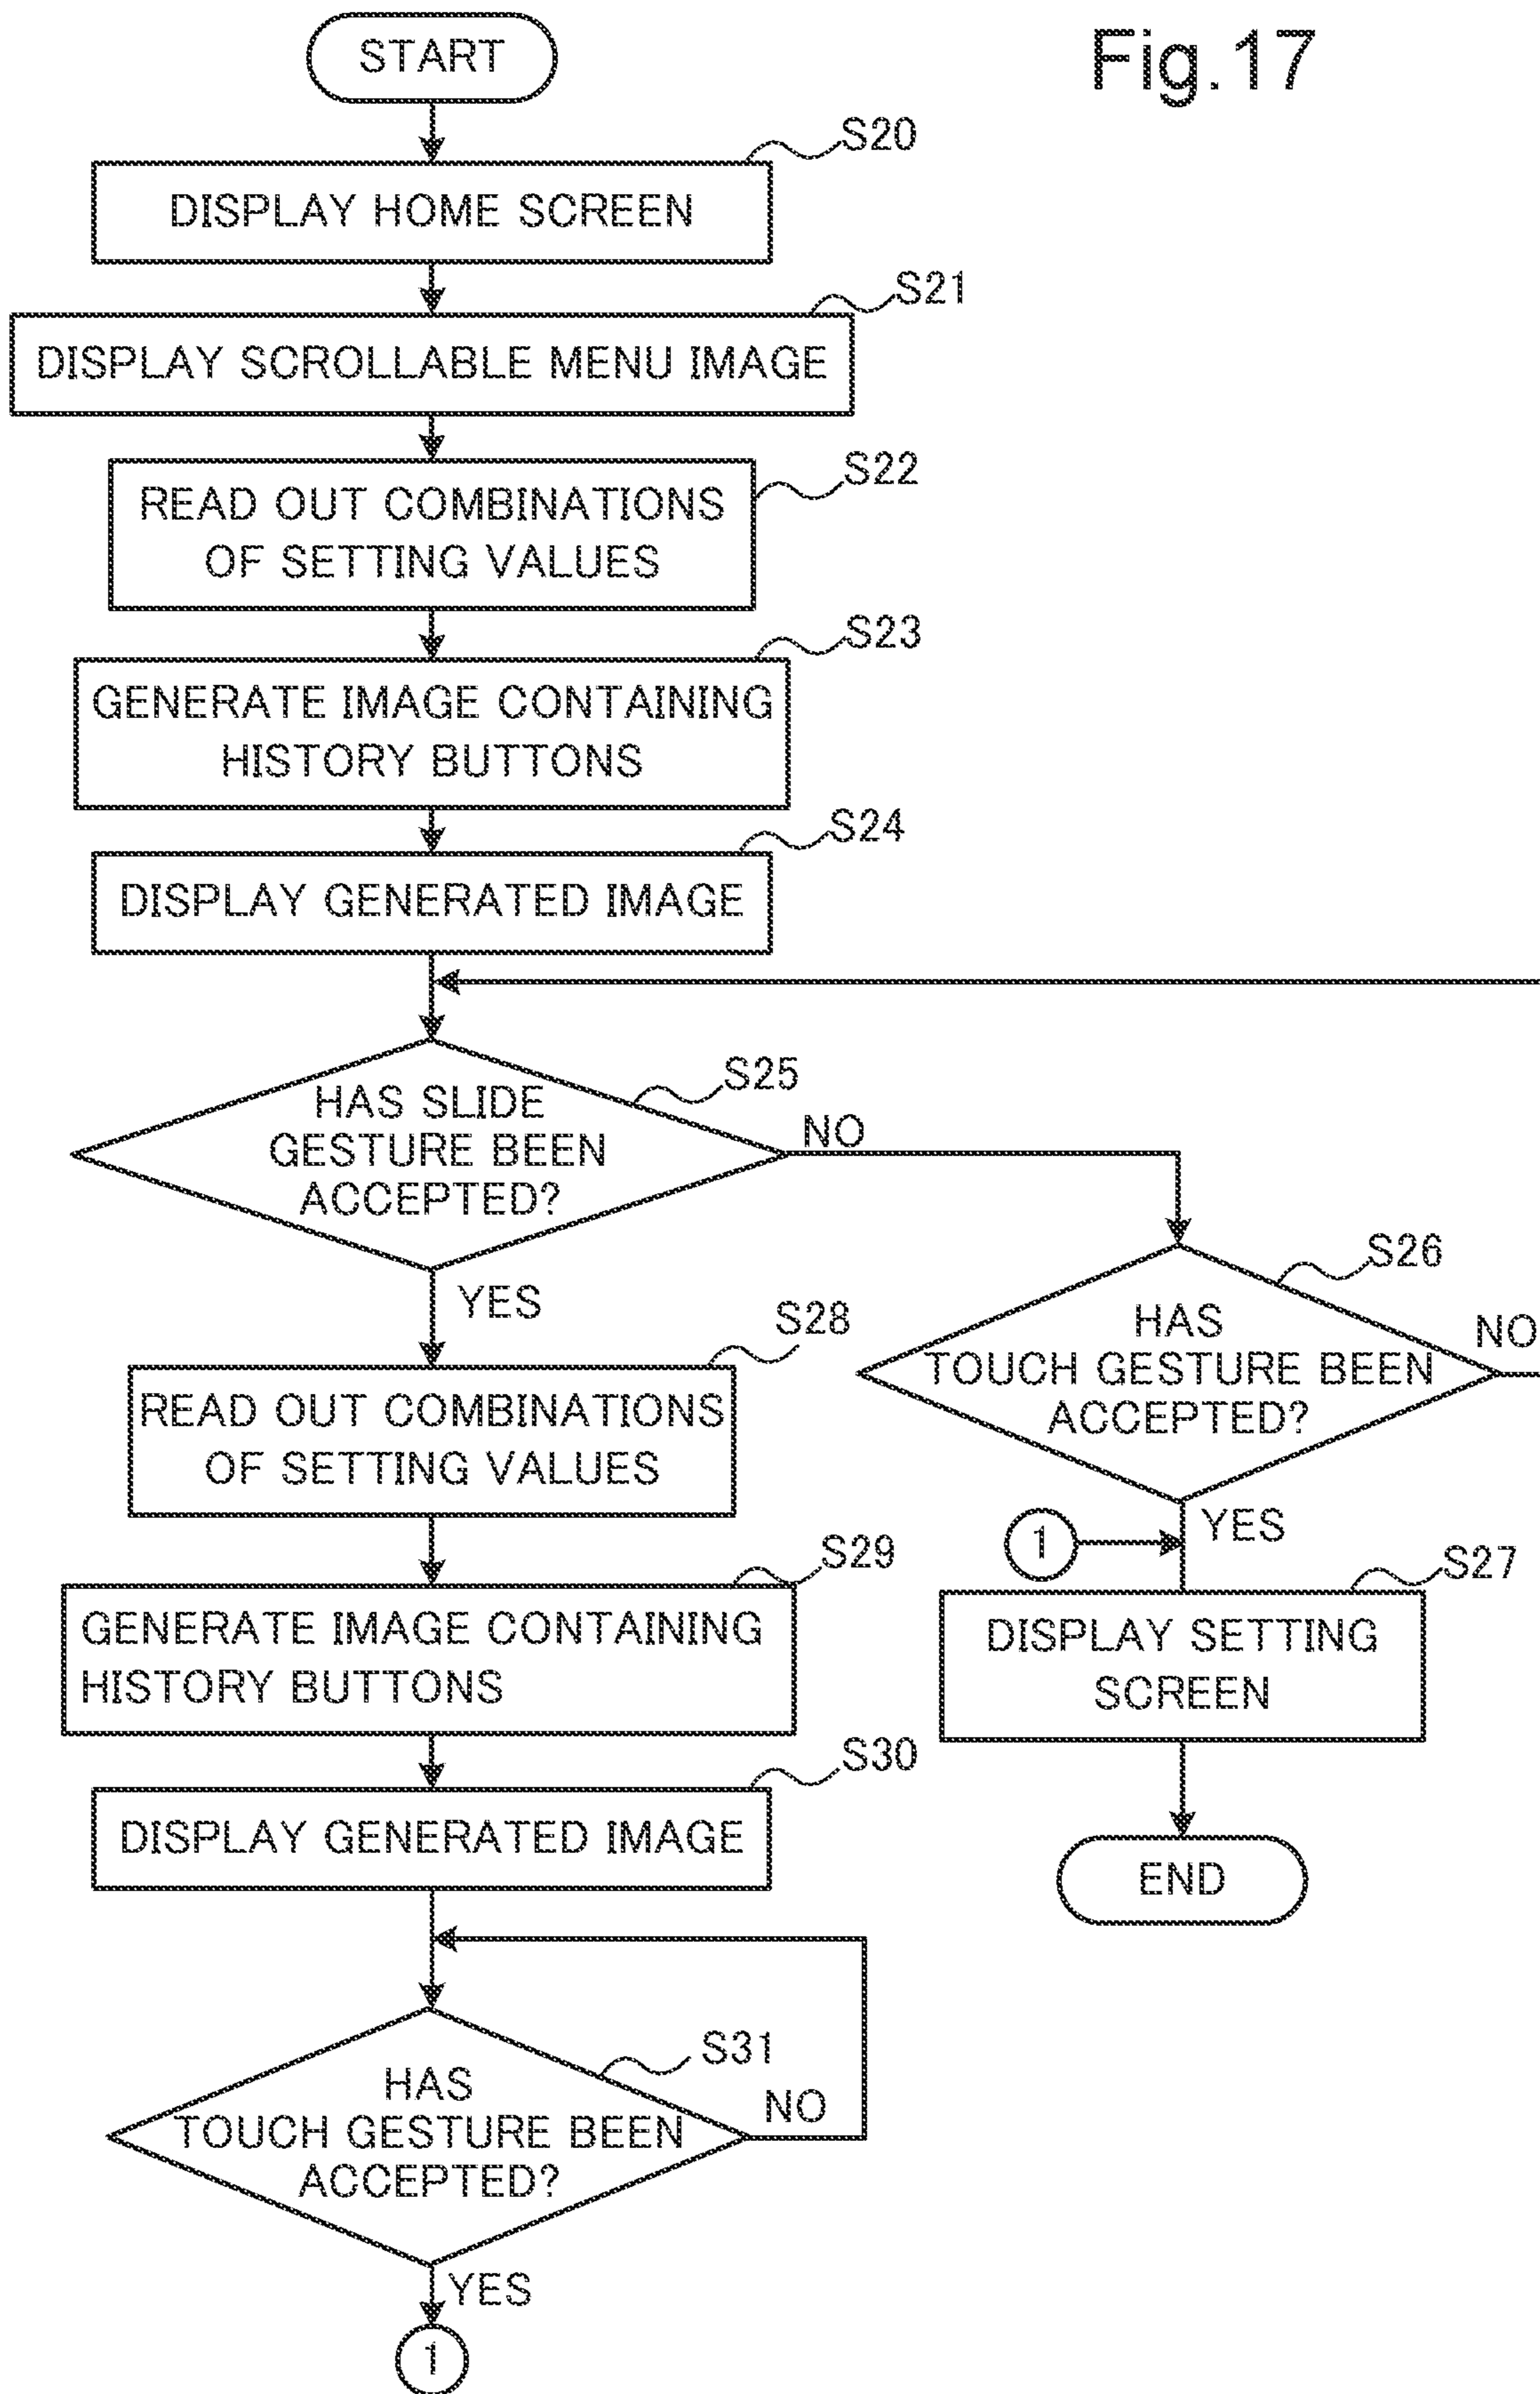 Fig.17
START
S20
DISPLAY HOME SCREEN
S21
DISPLAY SCROLLABLE MENU IMAGE
S22
READ OUT COMBINATIONS
OF SETTING VALUES
S23
GENERATE IMAGE CONTAINING
HISTORY BUTTONS
S24
DISPLAY GENERATED IMAGE
S25
HAS SLIDE
GESTURE BEEN
ACCEPTED?
NO
YES
S26
HAS
TOUCH GESTURE BEEN
ACCEPTED?
NO
YES
1
S27
DISPLAY SETTING
SCREEN
END
S28
READ OUT COMBINATIONS
OF SETTING VALUES
S29
GENERATE IMAGE CONTAINING
HISTORY BUTTONS
S30
DISPLAY GENERATED IMAGE
S31
HAS
TOUCH GESTURE BEEN
ACCEPTED?
NO
YES
1